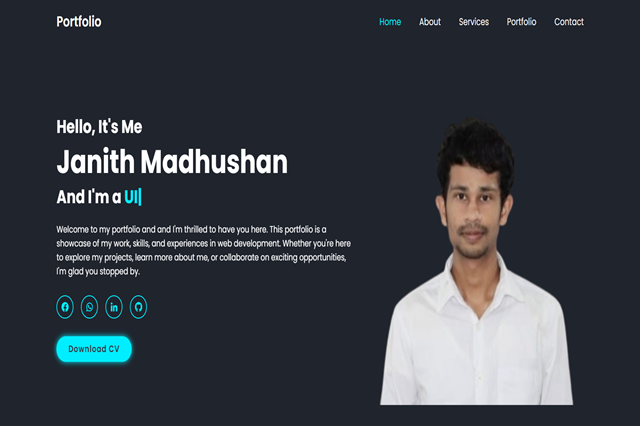 Portfolio
Home About Services Portfolio Contact
Hello, It's Me
Janith Madhushan
And I'm a UI|
Welcome to my portfolio and and I'm thrilled to have you here. This portfolio is a
showcase of my work, skills, and experiences in web development. Whether you're here
to explore my projects, learn more about me, or collaborate on exciting opportunities,
I'm glad you stopped by.
Download CV